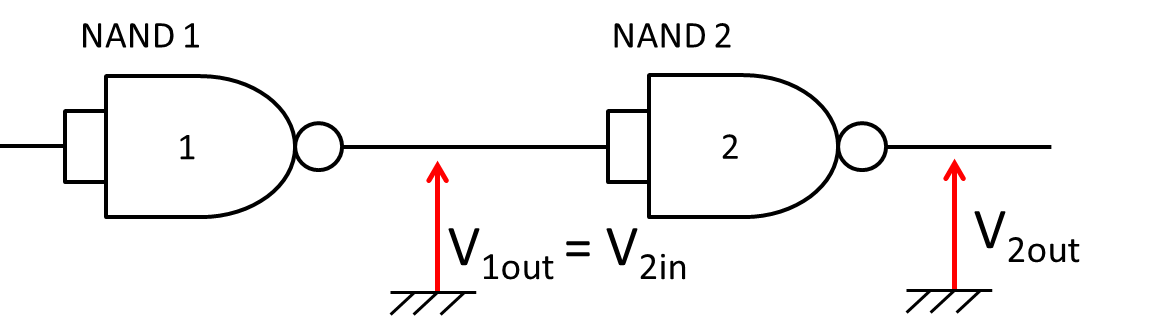 NAND 1
NAND 2
1
2
V1out = V2in
V2out